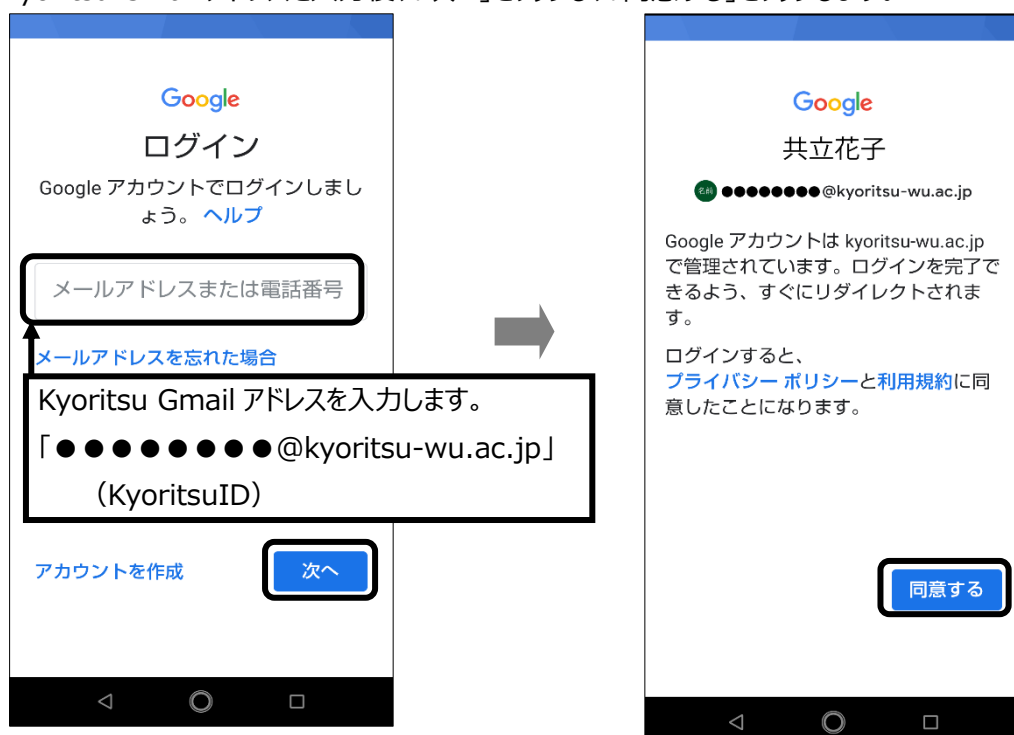 Google
ログイン
Google アカウントでログインしまし
ょう。 ヘルプ
メールアドレスまたは電話番号
メールアドレスを忘れた場合
Kyoritsu Gmail アドレスを入力します。
「●●●●●●●●@kyoritsu-wu.ac.jp」
（KyoritsuID）
アカウントを作成
次へ
Google
共立花子
名前 ●●●●●●●●@kyoritsu-wu.ac.jp
Google アカウントは kyoritsu-wu.ac.jp
で管理されています。ログインを完了で
きるよう、すぐにリダイレクトされま
す。
ログインすると、
プライバシー ポリシーと利用規約に同
意したことになります。
同意する